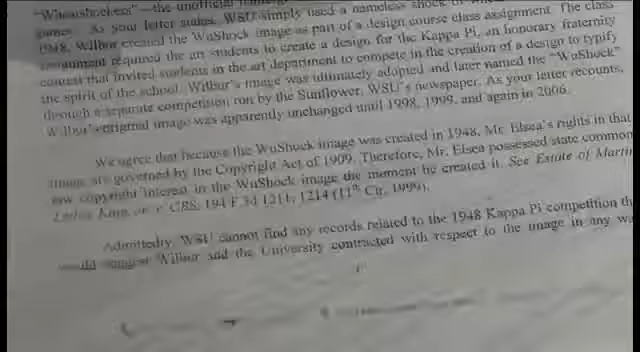 "Wheatshockers"—the unofficial
games. As your letter states, WSU simply used a nameless shock of
1948, Wilbur created the WuShock image as part of a design course class assignment. The class
assignment required the art students to create a design for the Kappa Pi, an honorary fraternity
contest that invited students in the art department to compete in the creation of a design to typify
the spirit of the school. Wilbur's image was ultimately adopted and later named the "WuShock"
through a separate competition run by the Sunflower, WSU's newspaper. As your letter recounts,
Wilbur's original image was apparently unchanged until 1998, 1999, and again in 2006.
We agree that because the WuShock image was created in 1948, Mr. Elsea's rights in that
image are governed by the Copyright Act of 1909. Therefore, Mr. Elsea possessed state common
law copyright interest in the WuShock image the moment he created it. See Estate of Martin
Luther King, v. CBS, 194 F.3d 1211, 1214 (11th Cir. 1999).
Admittedly, WSU cannot find any records related to the 1948 Kappa Pi competition th
would suggest Wilbur and the University contracted with respect to the image in any wa